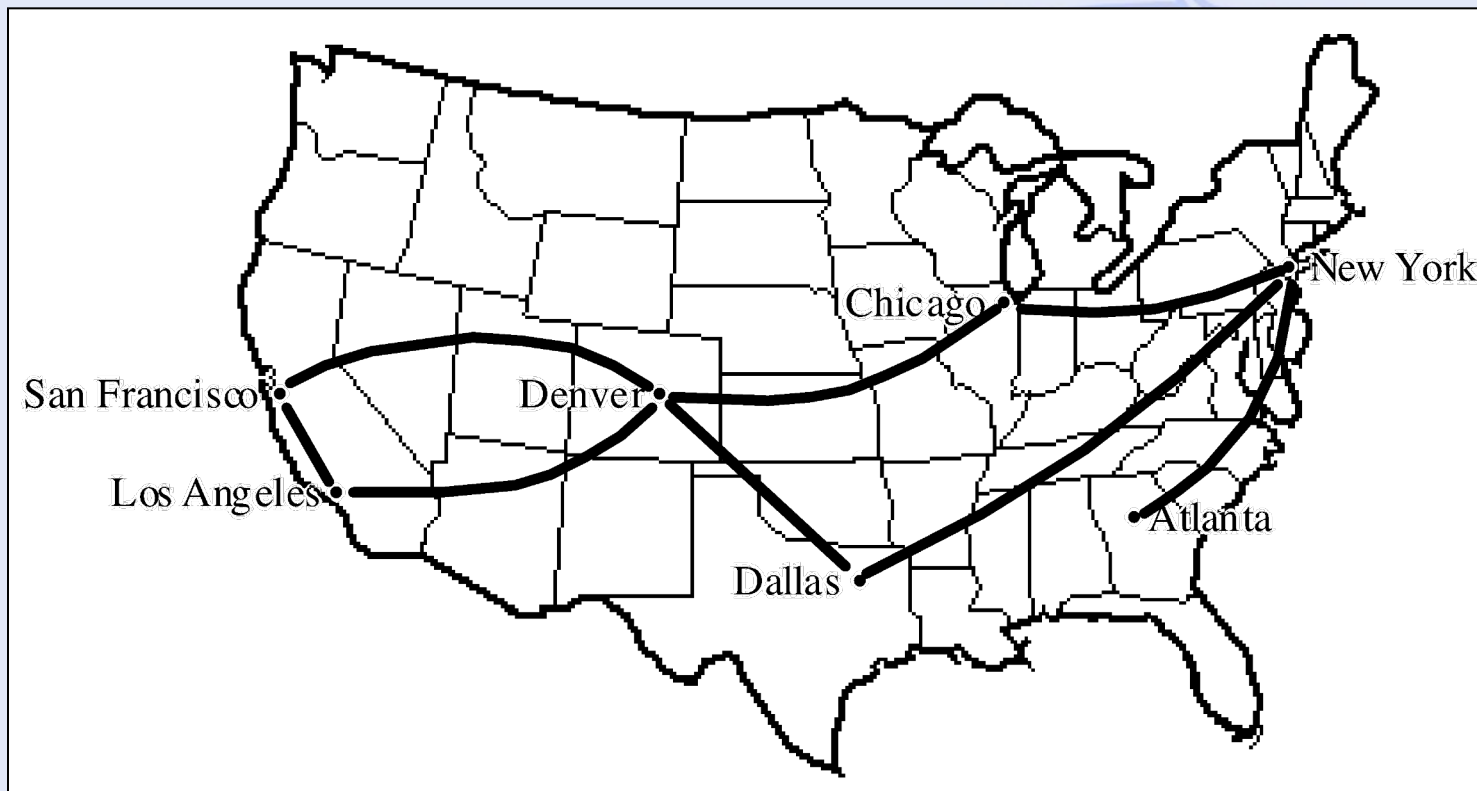 New York
Chicago
San Francisco
Denver
Los Angeles
Atlanta
Dallas